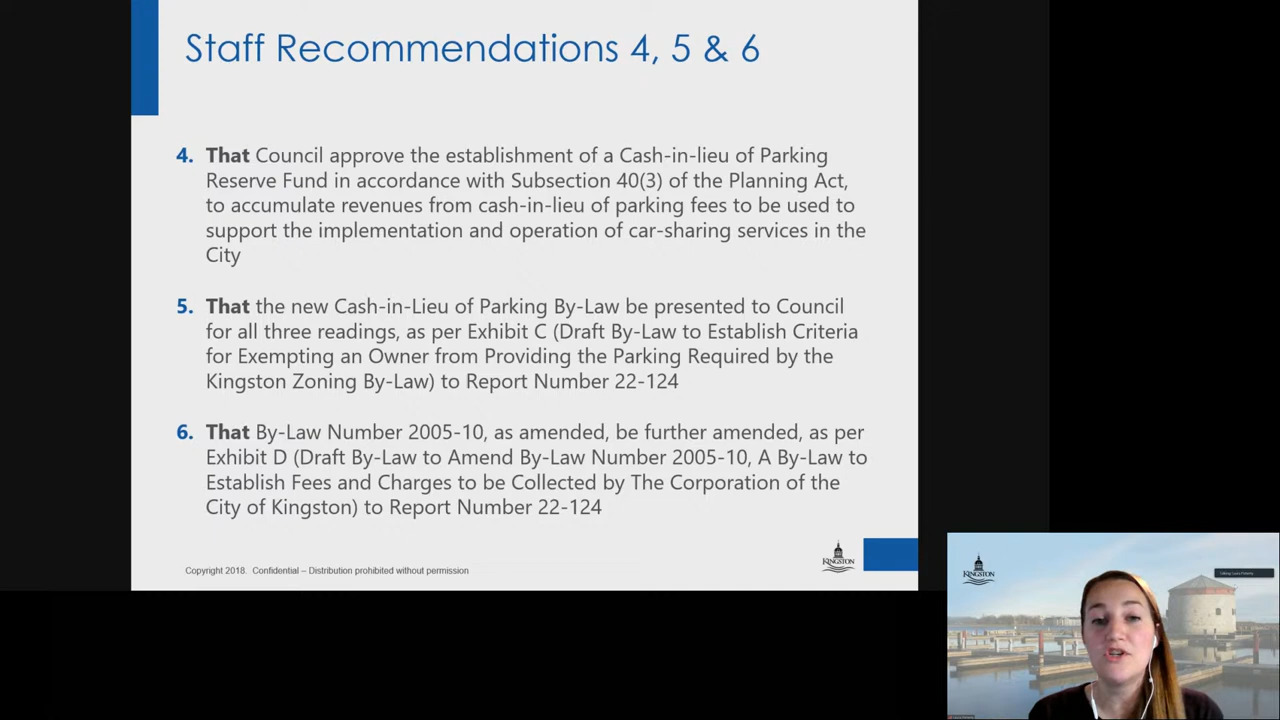 Staff Recommendations 4, 5 & 6
4. That Council approve the establishment of a Cash-in-lieu of Parking
Reserve Fund in accordance with Subsection 40(3) of the Planning Act,
to accumulate revenues from cash-in-lieu of parking fees to be used to
support the implementation and operation of car-sharing services in the
City
5. That the new Cash-in-Lieu of Parking By-Law be presented to Council
for all three readings, as per Exhibit C (Draft By-Law to Establish Criteria
for Exempting an Owner from Providing the Parking Required by the
Kingston Zoning By-Law) to Report Number 22-124
6. That By-Law Number 2005-10, as amended, be further amended, as per
Exhibit D (Draft By-Law to Amend By-Law Number 2005-10, A By-Law to
Establish Fees and Charges to be Collected by The Corporation of the
City of Kingston) to Report Number 22-124
Copyright 2018. Confidential – Distribution prohibited without permission
KINGSTON
KINGSTON